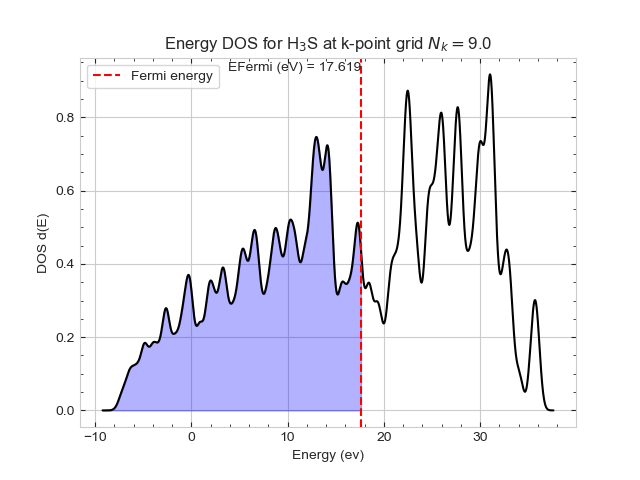 Energy DOS for H₃S at k-point grid Nₖ = 9.0
Fermi energy
EFermi (eV) = 17.619
DOS d(E)
0.8
0.6
0.4
0.2
0.0
−10
0
10
20
30
Energy (ev)